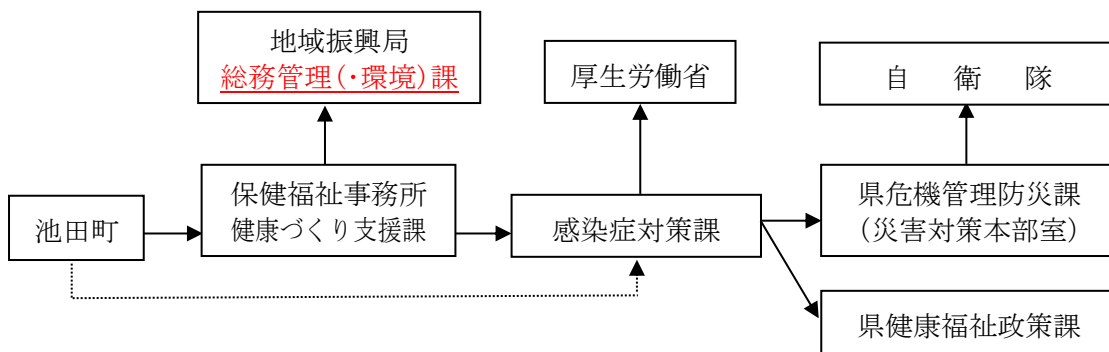 地域振興局
総務管理(・環境)課
厚生労働省
自　衛　隊
池田町
保健福祉事務所
健康づくり支援課
感染症対策課
県危機管理防災課
(災害対策本部室)
県健康福祉政策課